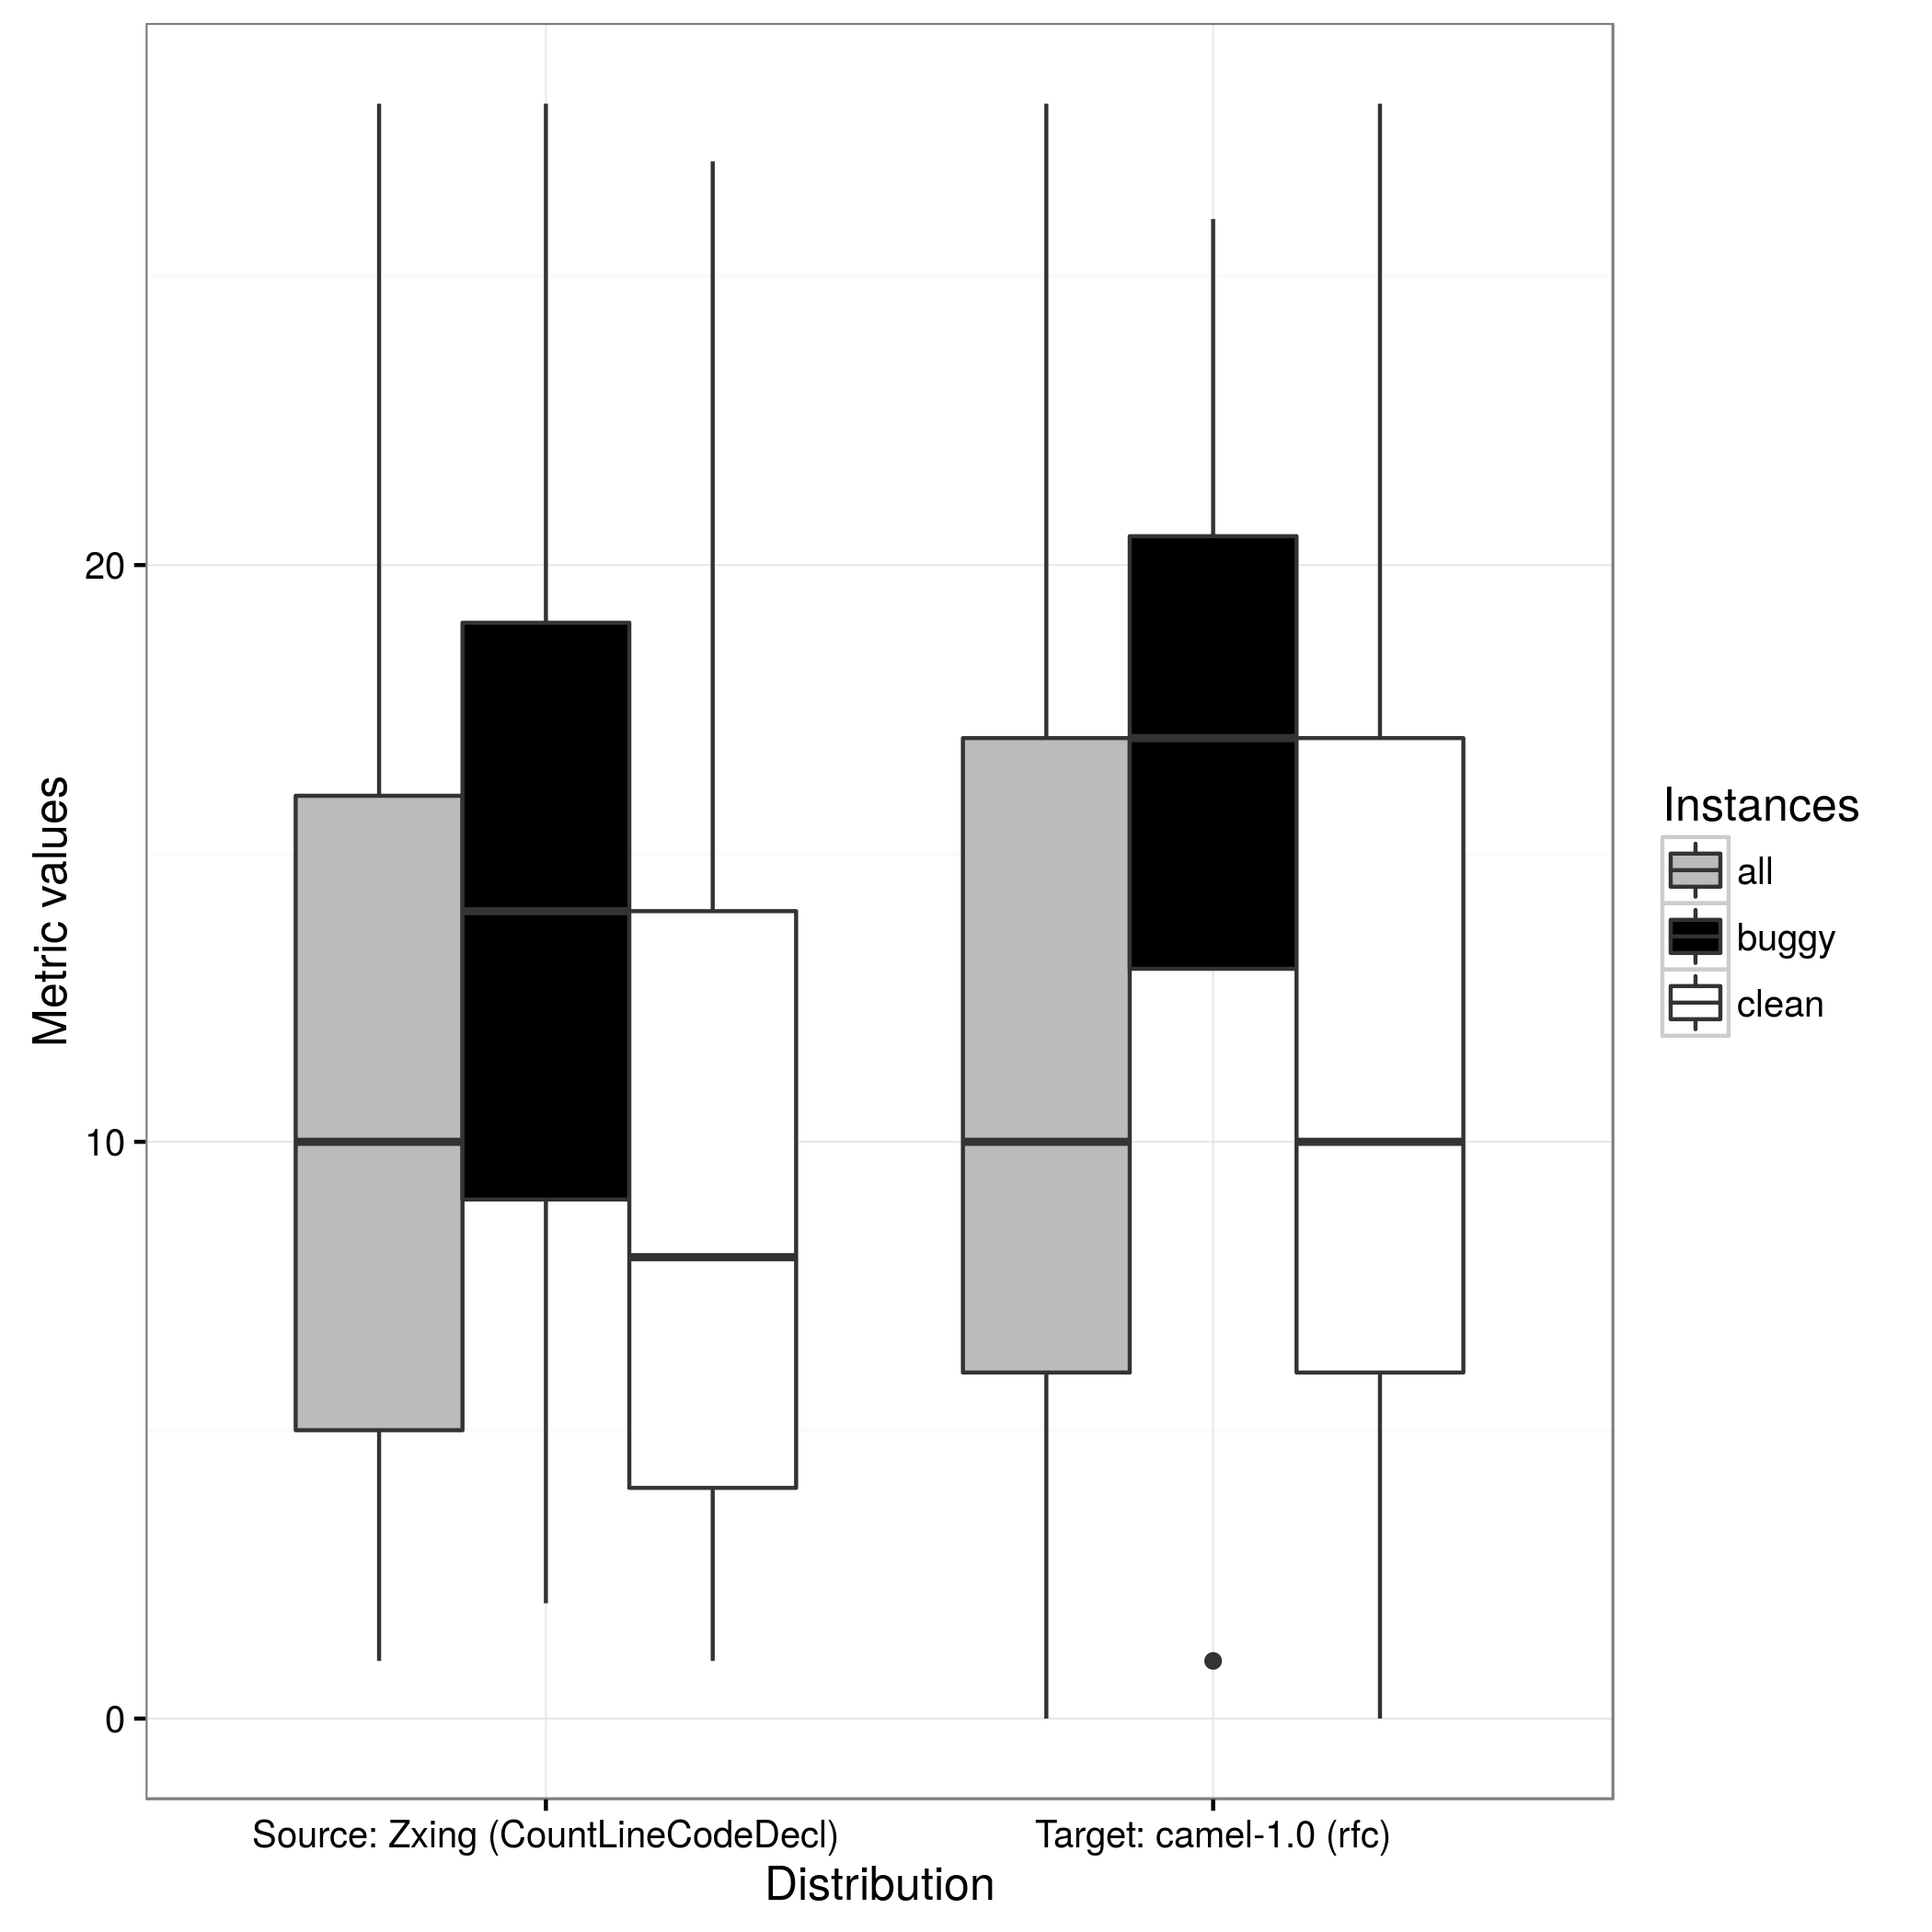 Metric values
20
10
0
Source: Zxing (CountLineCodeDecl)
Target: camel-1.0 (rfc)
Distribution
Instances
all
buggy
clean